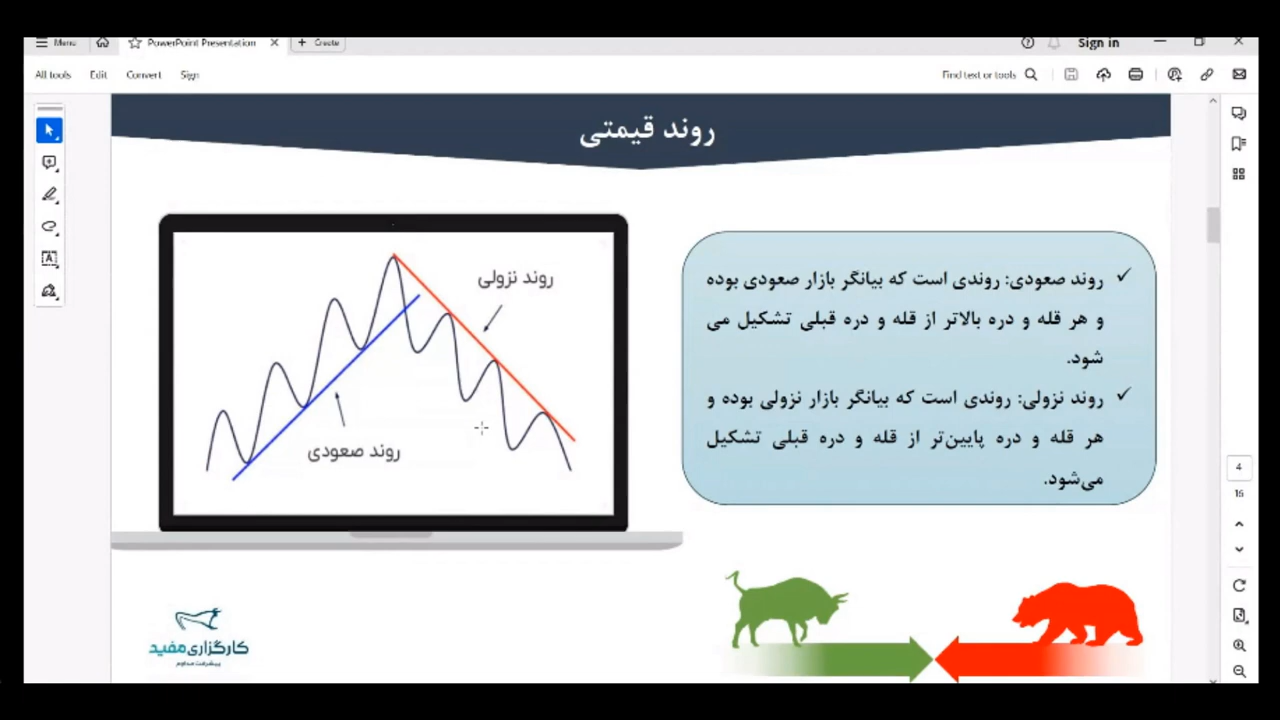 Menu
PowerPoint Presentation
Create
Sign in
All tools
Edit
Convert
Sign
Find text or tools
روند قیمتی
روند صعودی: روندی است که بیانگر بازار صعودی بوده
و هر قله و دره بالاتر از قله و دره قبلی تشکیل می
شود.
روند نزولی: روندی است که بیانگر بازار نزولی بوده و
هر قله و دره پایین‌تر از قله و دره قبلی تشکیل
می‌شود.
روند نزولی
روند صعودی
کارگزاری مفید
پیشرفت مداوم
4
16